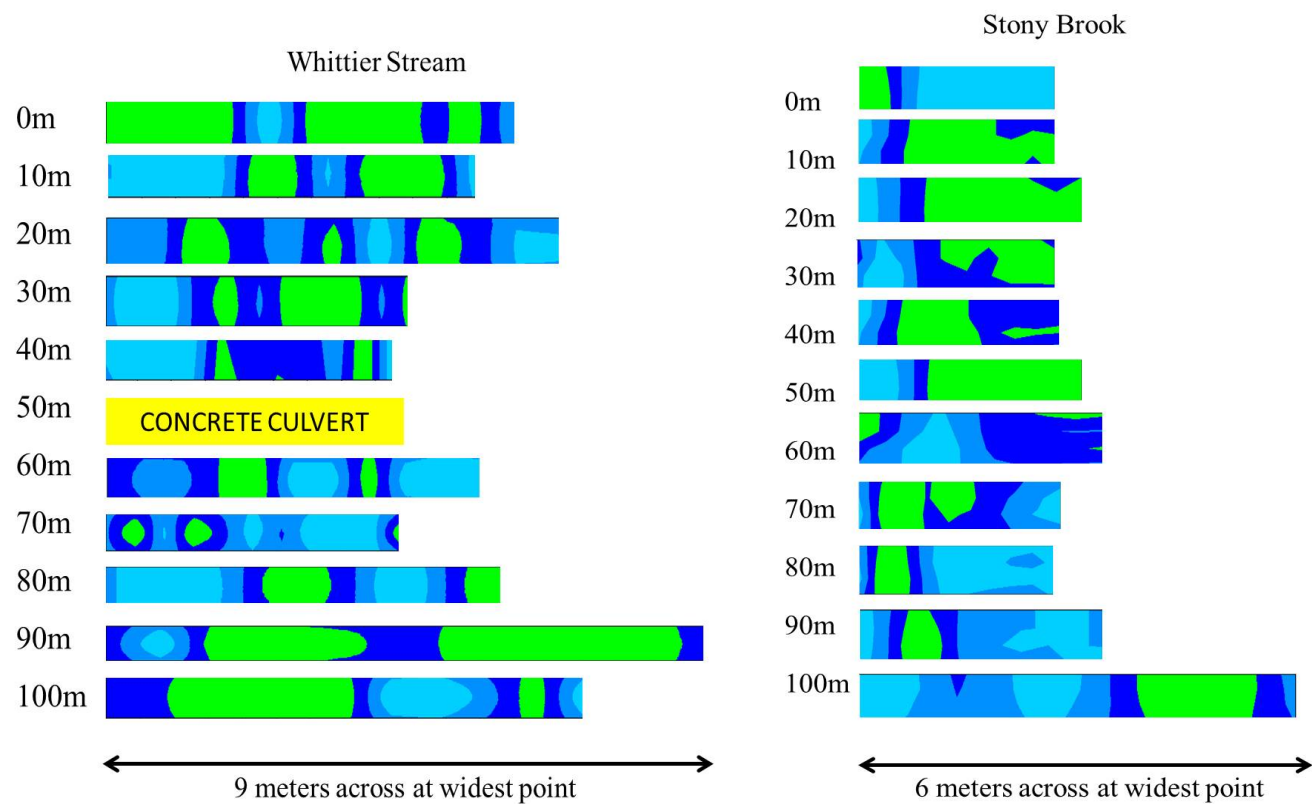 Whittier Stream
0m
10m
20m
30m
40m
50m
CONCRETE CULVERT
60m
70m
80m
90m
100m
9 meters across at widest point
Stony Brook
0m
10m
20m
30m
40m
50m
60m
70m
80m
90m
100m
6 meters across at widest point